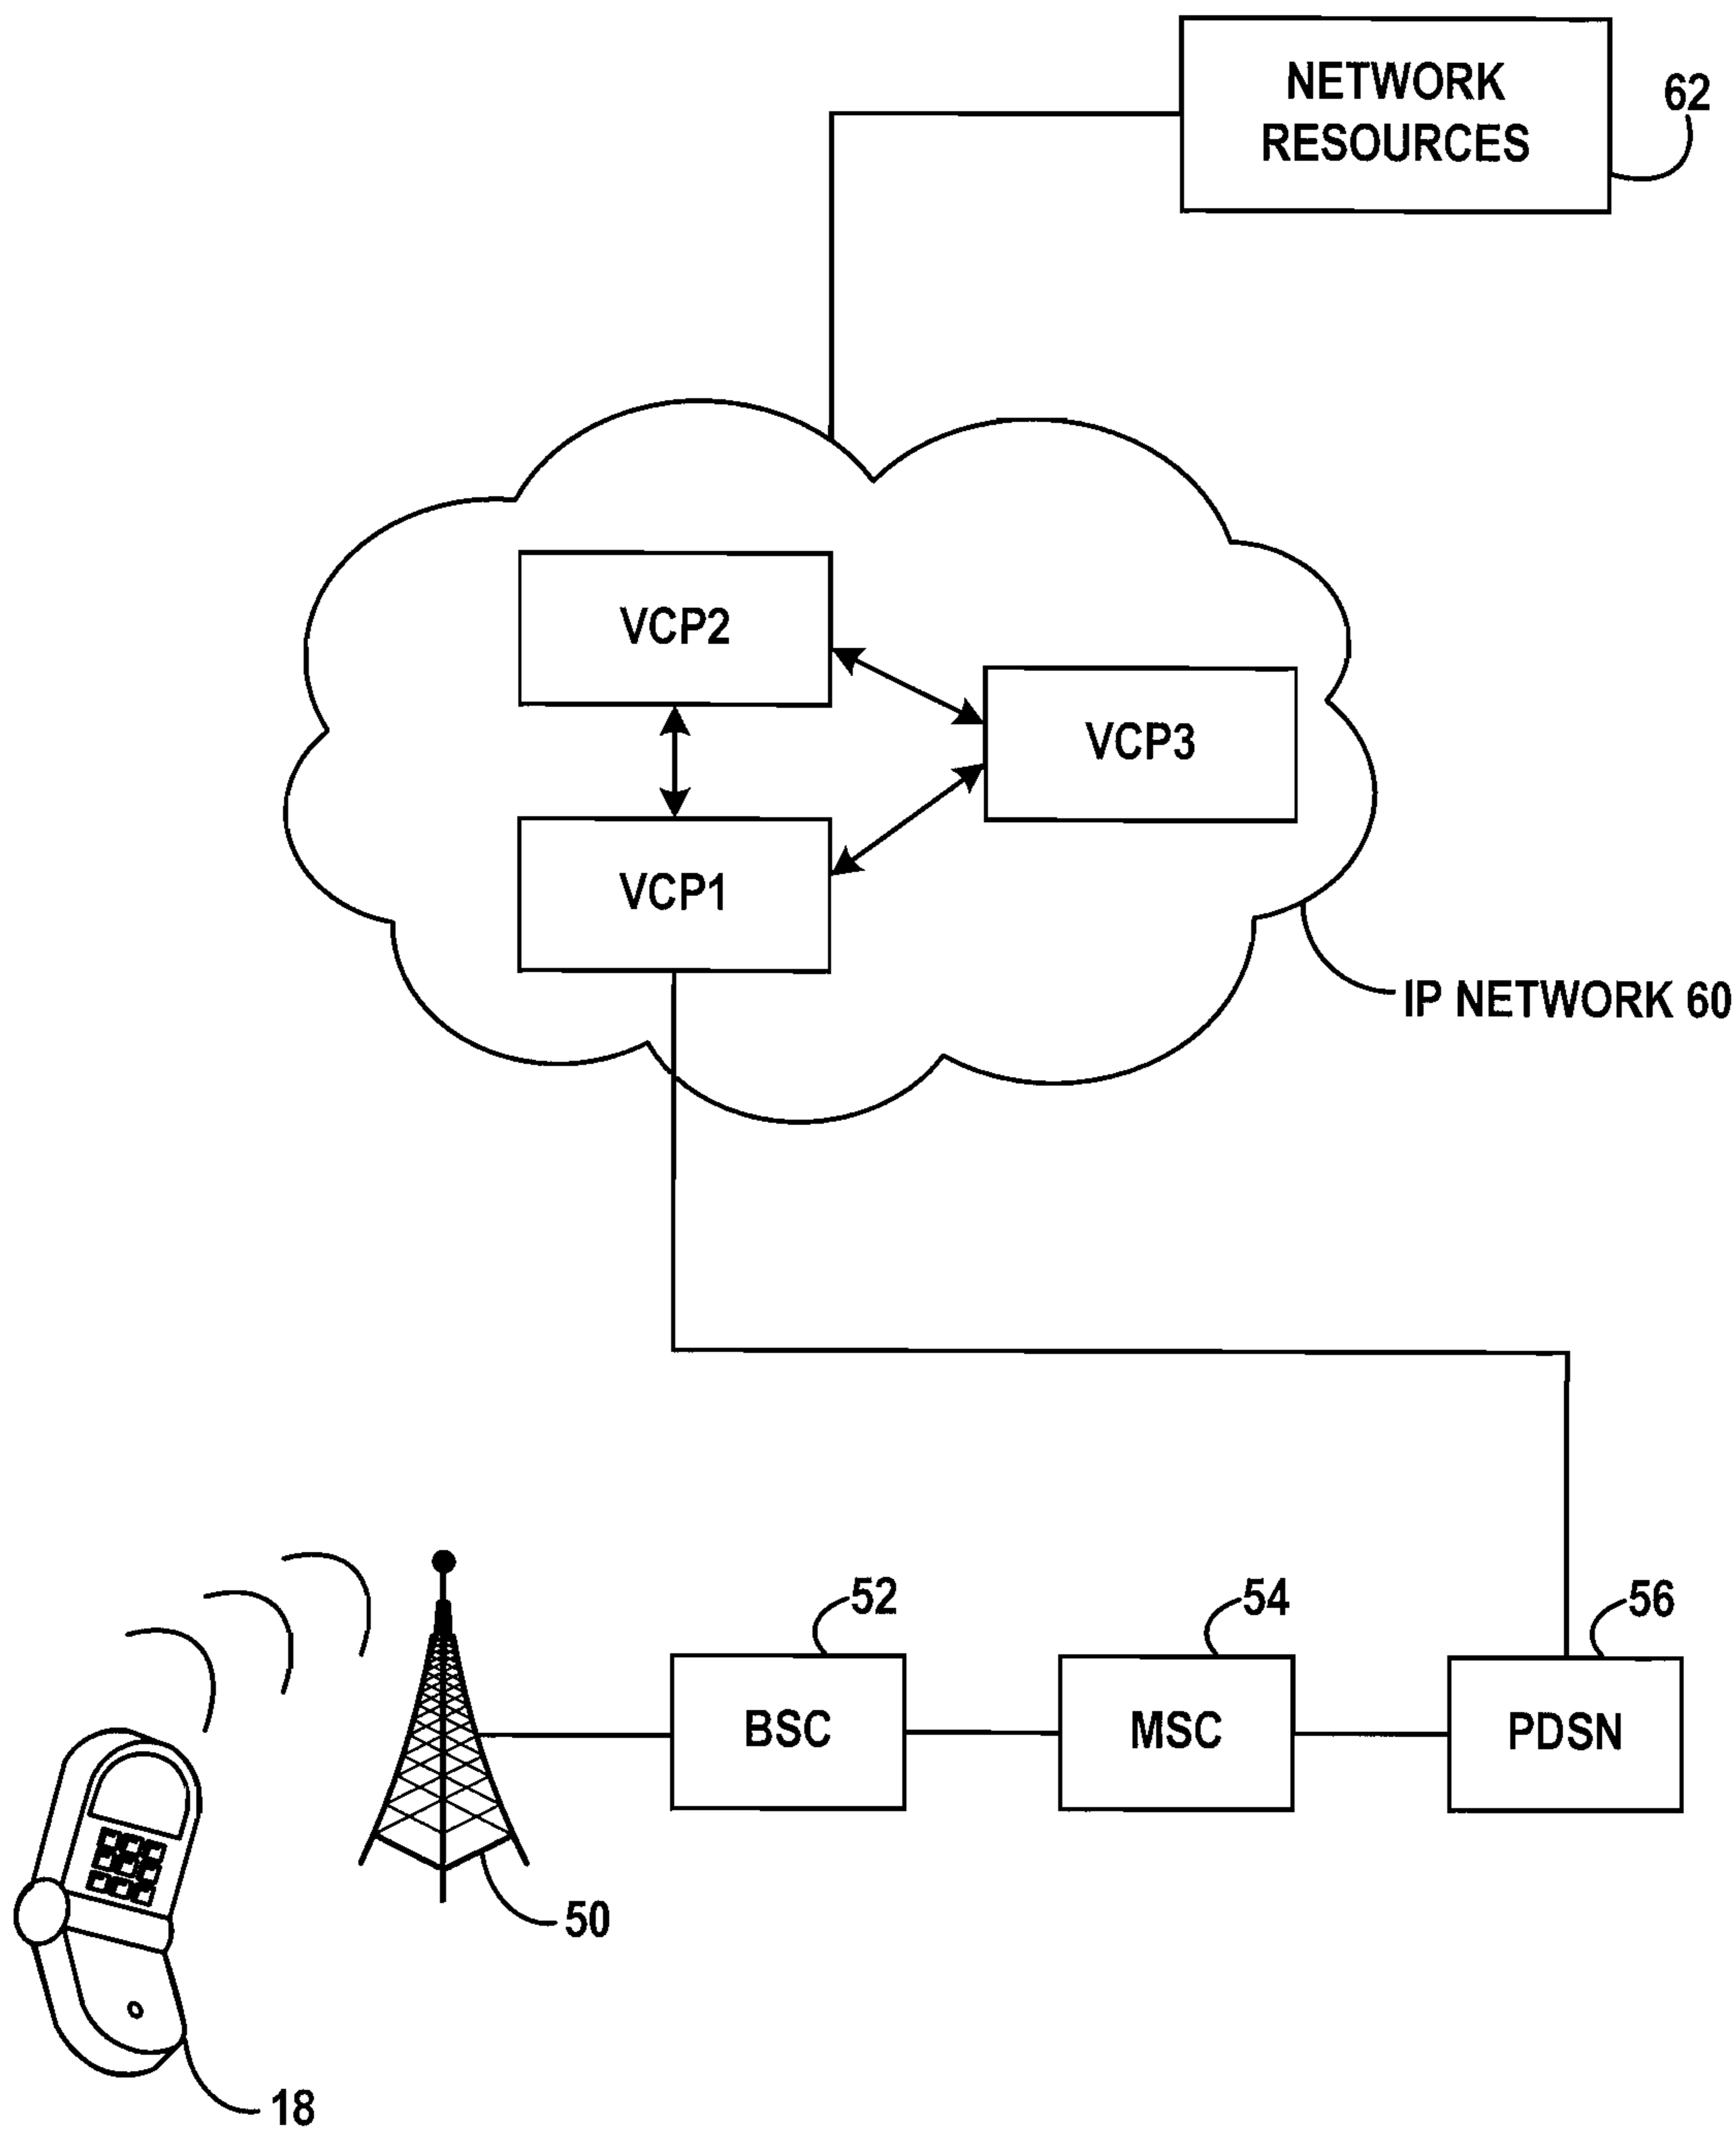 NETWORK
RESOURCES
62
VCP2
VCP3
VCP1
IP NETWORK 60
52
54
56
BSC
MSC
PDSN
50
18